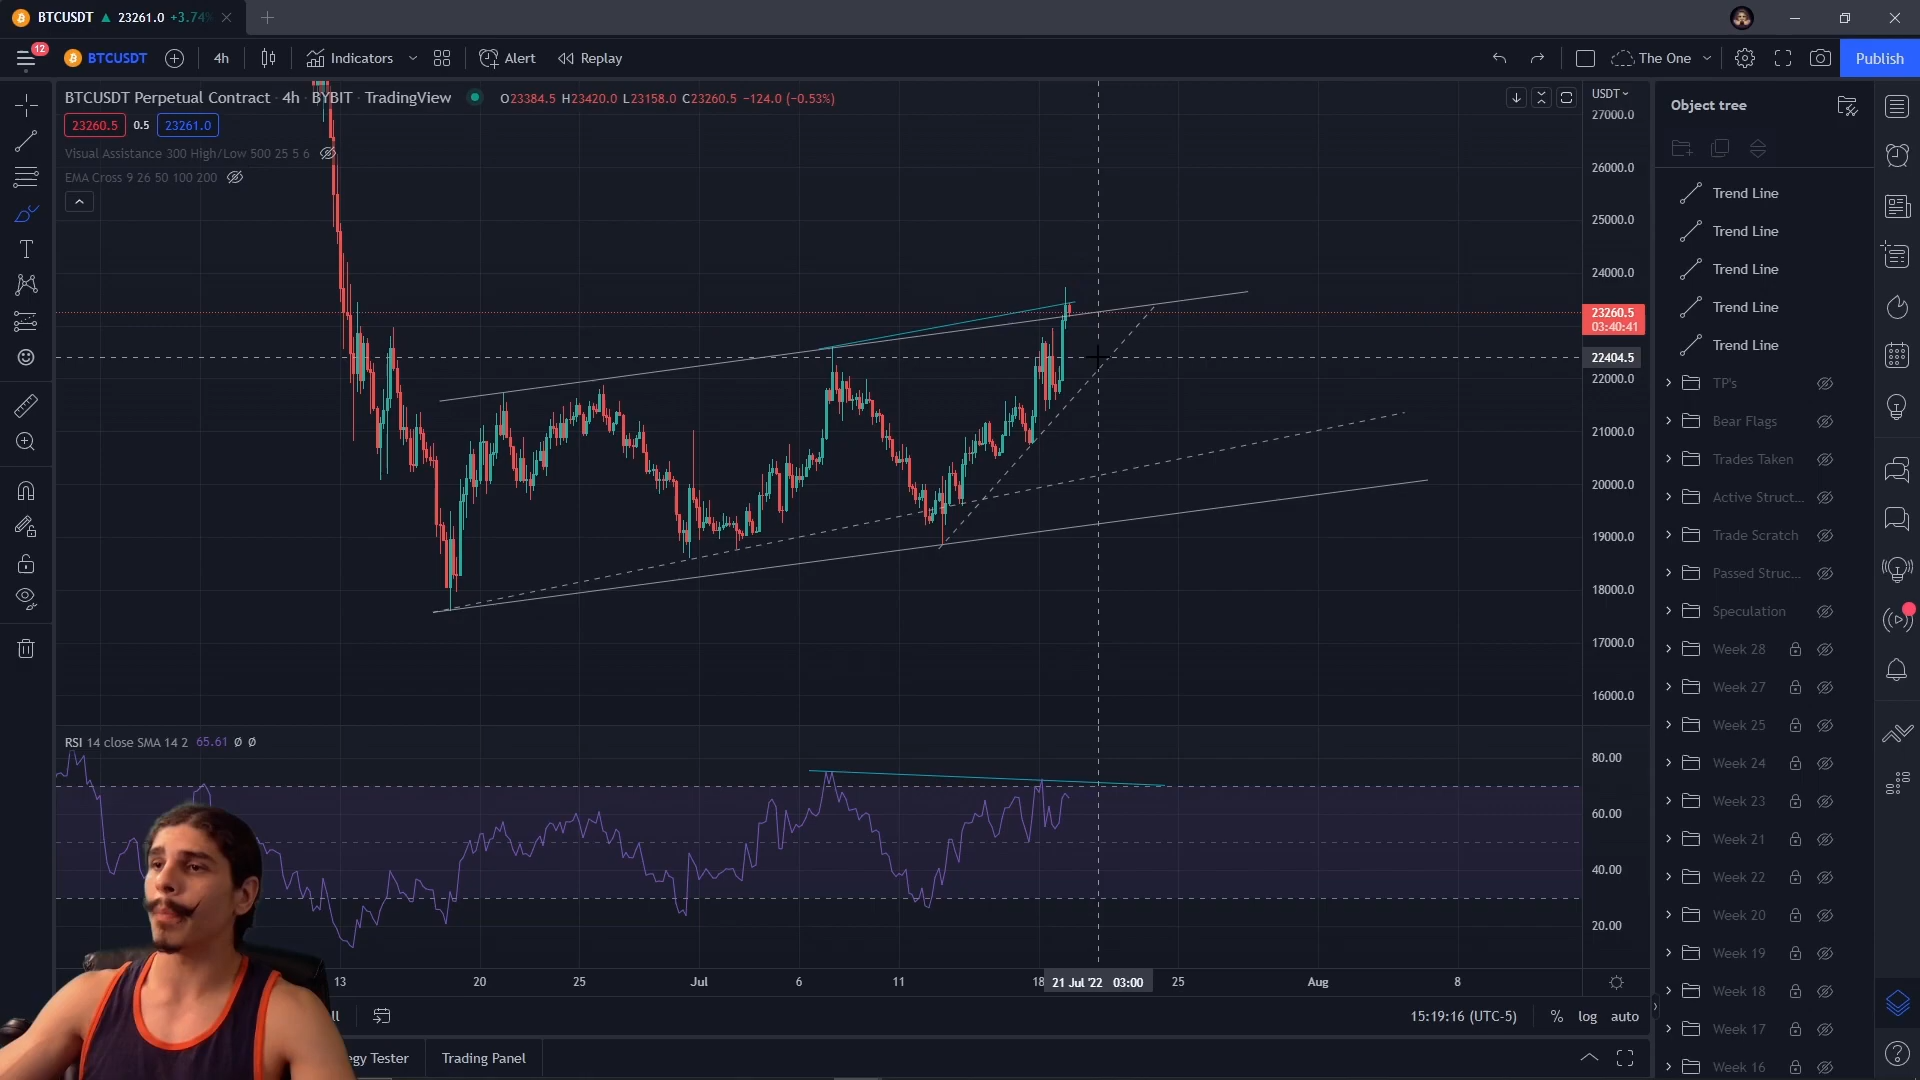 BTCUSDT ▲ 23261.0 +3.74%
12
BTCUSDT
4h
Indicators
Alert
Replay
The One
Publish
BTCUSDT Perpetual Contract · 4h · BYBIT · TradingView
O23384.5 H23420.0 L23158.0 C23260.5 −124.0 (−0.53%)
23260.5 0.5 23261.0
Visual Assistance 300 High/Low 500 25 5 6
EMA Cross 9 26 50 100 200
USDT
27000.0
26000.0
25000.0
24000.0
23260.5
03:40:41
22404.5
22000.0
21000.0
20000.0
19000.0
18000.0
17000.0
16000.0
RSI 14 close SMA 14 2 65.61 Ø Ø
80.00
60.00
40.00
20.00
13 20 25 Jul 6 11 18 21 Jul '22 03:00 25 Aug 8
15:19:16 (UTC-5)
%
log
auto
Tester
Trading Panel
Object tree
Trend Line
Trend Line
Trend Line
Trend Line
Trend Line
TP's
Bear Flags
Trades Taken
Active Struct...
Trade Scratch
Passed Struc...
Speculation
Week 28
Week 27
Week 25
Week 24
Week 23
Week 21
Week 22
Week 20
Week 19
Week 18
Week 17
Week 16